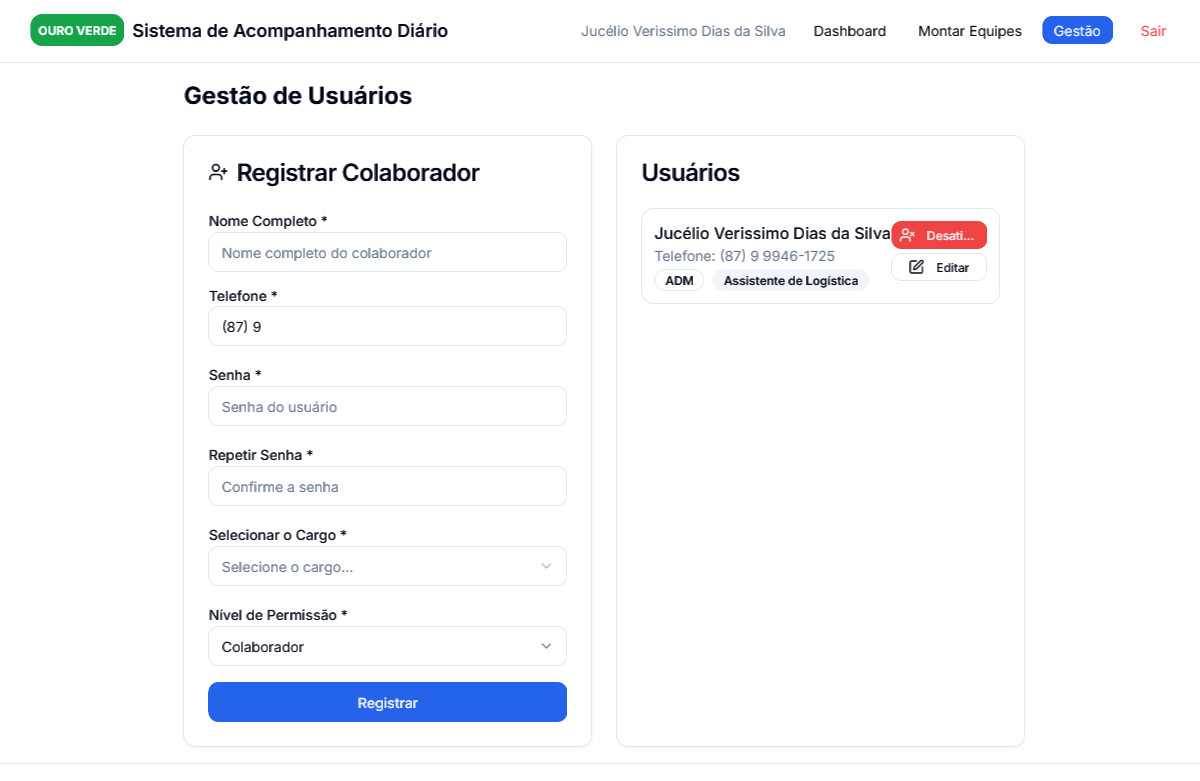 OURO VERDE Sistema de Acompanhamento Diário Jucélio Verissimo Dias da Silva Dashboard Montar Equipes Gestão Sair
Gestão de Usuários
Registrar Colaborador
Nome Completo *
Nome completo do colaborador
Telefone *
(87) 9
Senha *
Senha do usuário
Repetir Senha *
Confirme a senha
Selecionar o Cargo *
Selecione o cargo...
Nível de Permissão *
Colaborador
Registrar
Usuários
Jucélio Verissimo Dias da Silva Desati...
Telefone: (87) 9 9946-1725
Editar
ADM Assistente de Logística